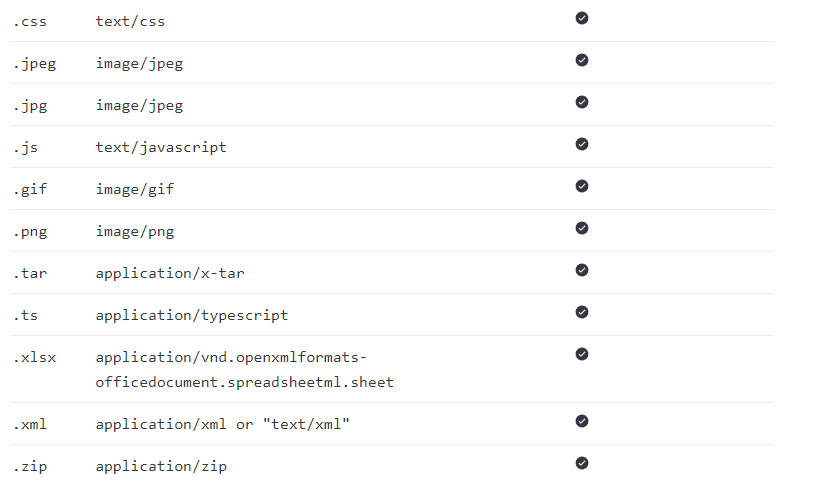 .css text/css
.jpeg image/jpeg
.jpg image/jpeg
.js text/javascript
.gif image/gif
.png image/png
.tar application/x-tar
.ts application/typescript
.xlsx application/vnd.openxmlformats-
officedocument.spreadsheetml.sheet
.xml application/xml or "text/xml"
.zip application/zip